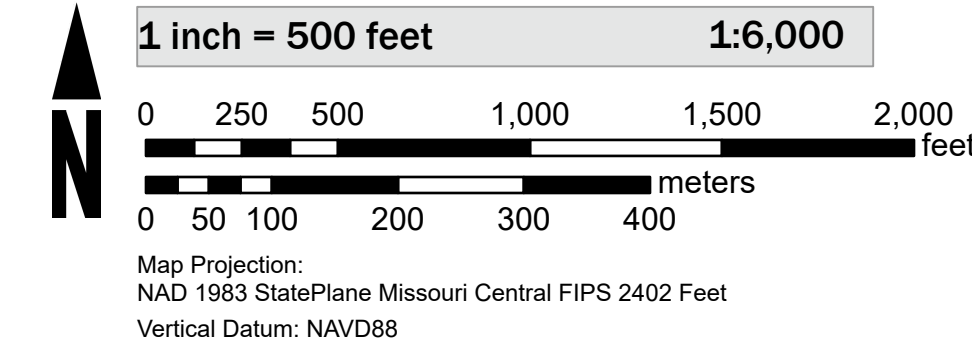 N
1 inch = 500 feet 1:6,000
0 250 500 1,000 1,500 2,000
feet
meters
0 50 100 200 300 400
Map Projection:
NAD 1983 StatePlane Missouri Central FIPS 2402 Feet
Vertical Datum: NAVD88